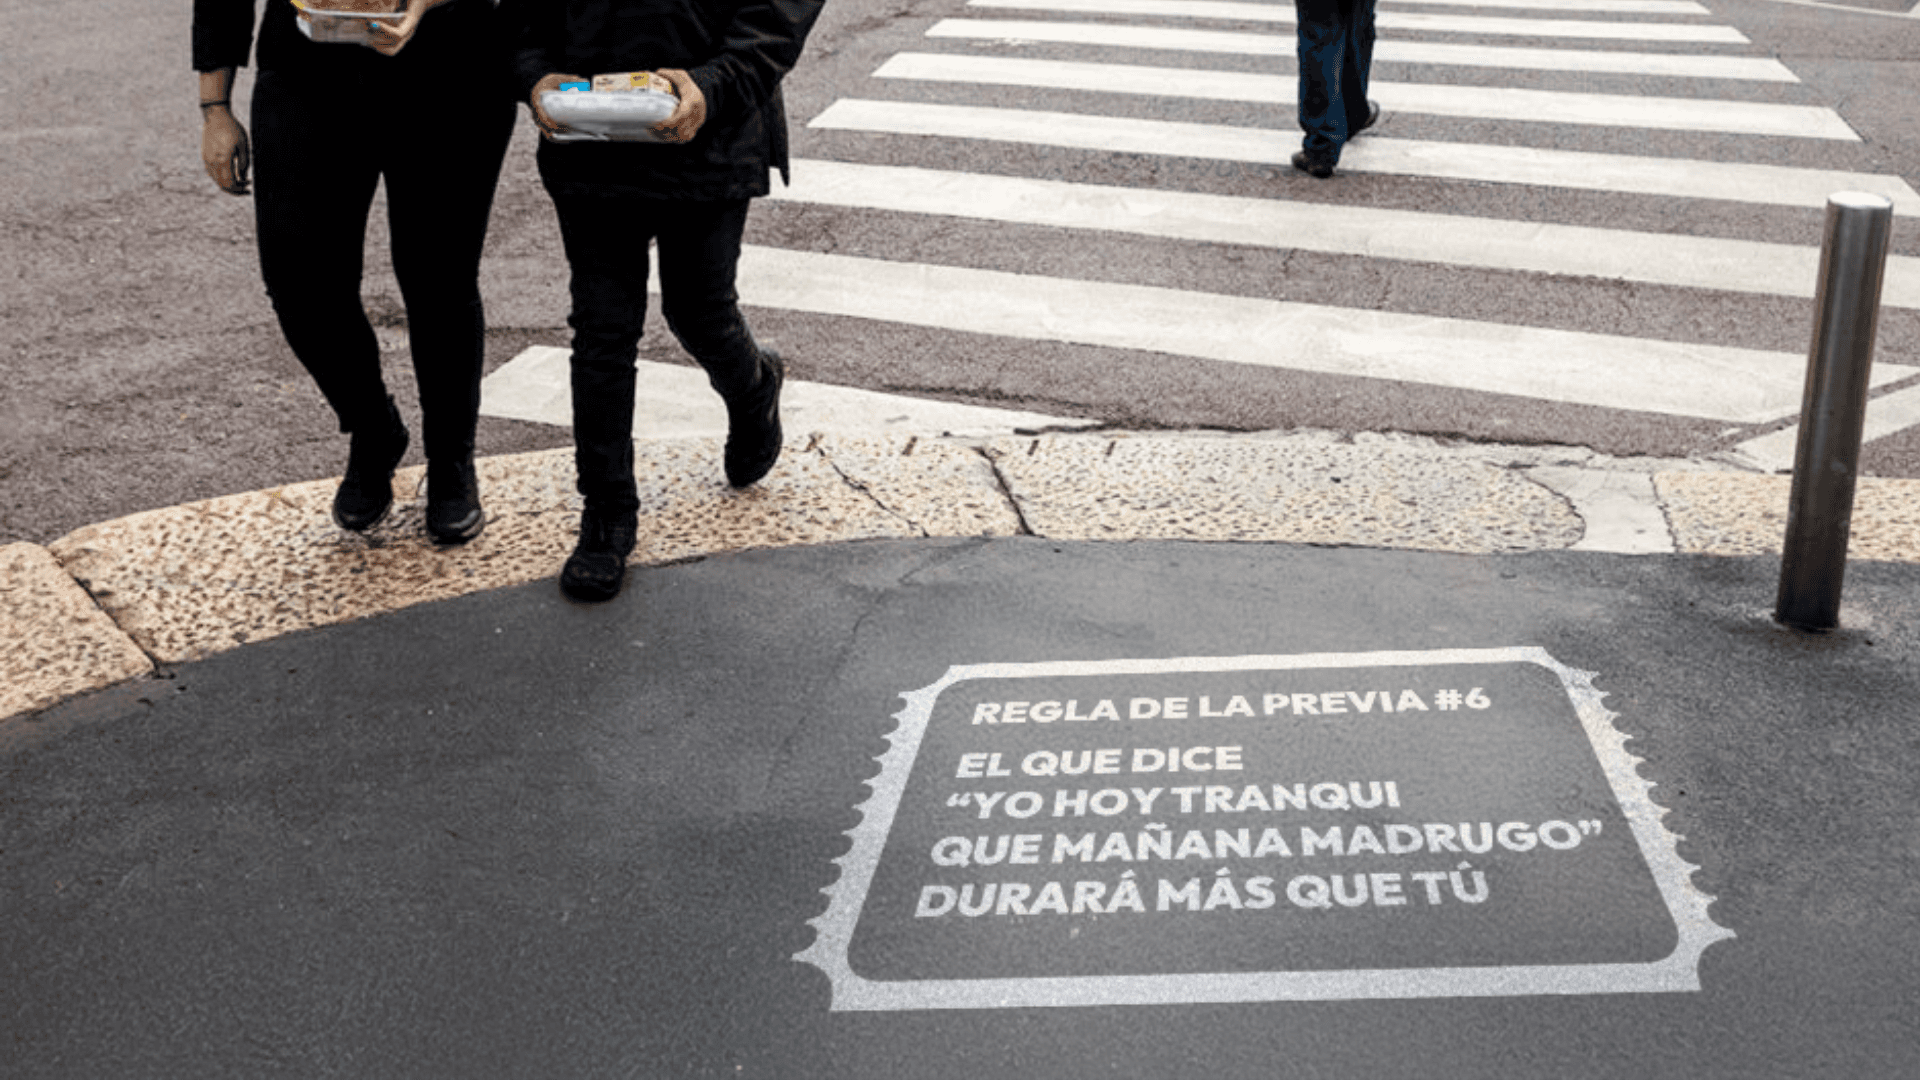 REGLA DE LA PREVIA #6
EL QUE DICE
“YO HOY TRANQUI
QUE MAÑANA MADRUGO”
DURARÁ MÁS QUE TÚ